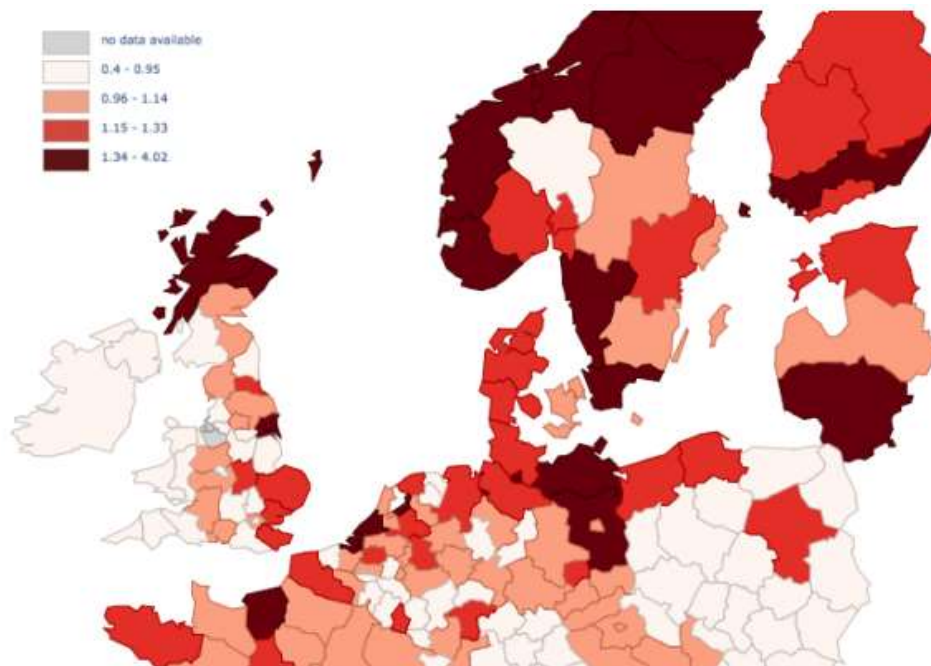 no data available
0.4 - 0.95
0.96 - 1.14
1.15 - 1.33
1.34 - 4.02